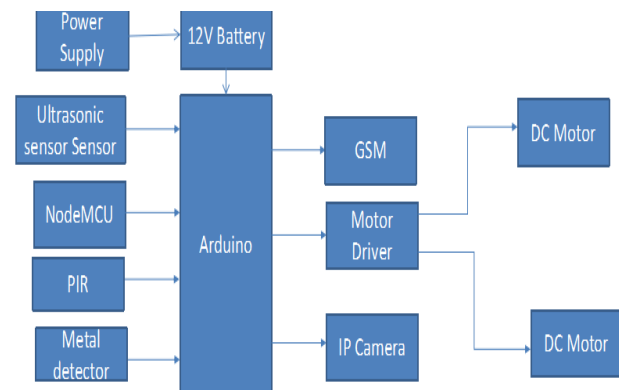 Power
Supply
12V Battery
Ultrasonic
sensor Sensor
NodeMCU
PIR
Metal
detector
Arduino
GSM
Motor
Driver
IP Camera
DC Motor
DC Motor